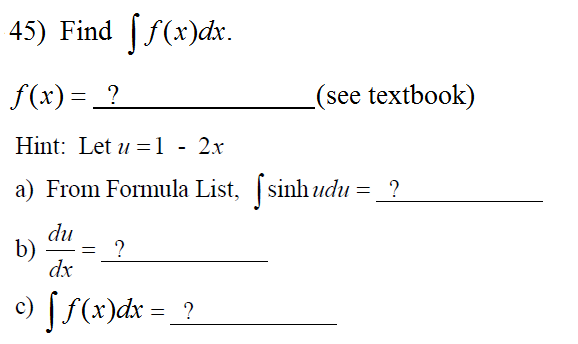 45) Find ∫ f(x)dx.
f(x) = ? (see textbook)
Hint: Let u = 1 - 2x
a) From Formula List, ∫ sinh udu = ?
b) du/dx = ?
c) ∫ f(x)dx = ?